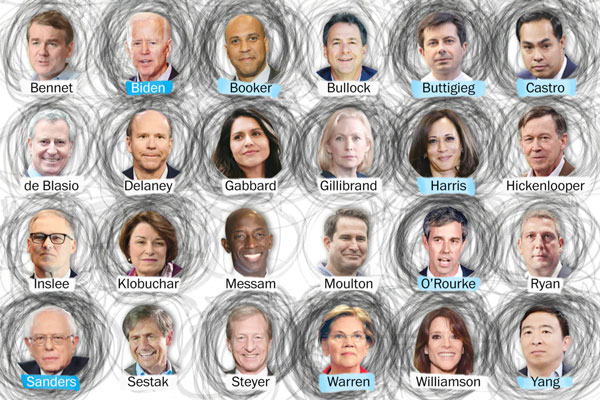 Bennet
Biden
Booker
Bullock
Buttigieg
Castro
de Blasio
Delaney
Gabbard
Gillibrand
Harris
Hickenlooper
Inslee
Klobuchar
Messam
Moulton
O'Rourke
Ryan
Sanders
Sestak
Steyer
Warren
Williamson
Yang